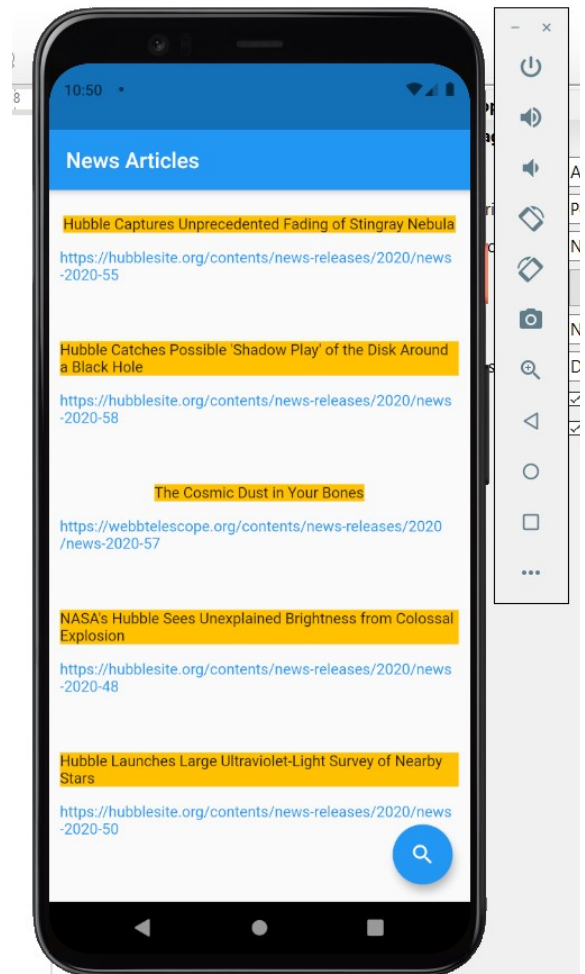 10:50
News Articles
Hubble Captures Unprecedented Fading of Stingray Nebula
https://hubblesite.org/contents/news-releases/2020/news
-2020-55
Hubble Catches Possible 'Shadow Play' of the Disk Around
a Black Hole
https://hubblesite.org/contents/news-releases/2020/news
-2020-58
The Cosmic Dust in Your Bones
https://webbtelescope.org/contents/news-releases/2020
/news-2020-57
NASA's Hubble Sees Unexplained Brightness from Colossal
Explosion
https://hubblesite.org/contents/news-releases/2020/news
-2020-48
Hubble Launches Large Ultraviolet-Light Survey of Nearby
Stars
https://hubblesite.org/contents/news-releases/2020/news
-2020-50